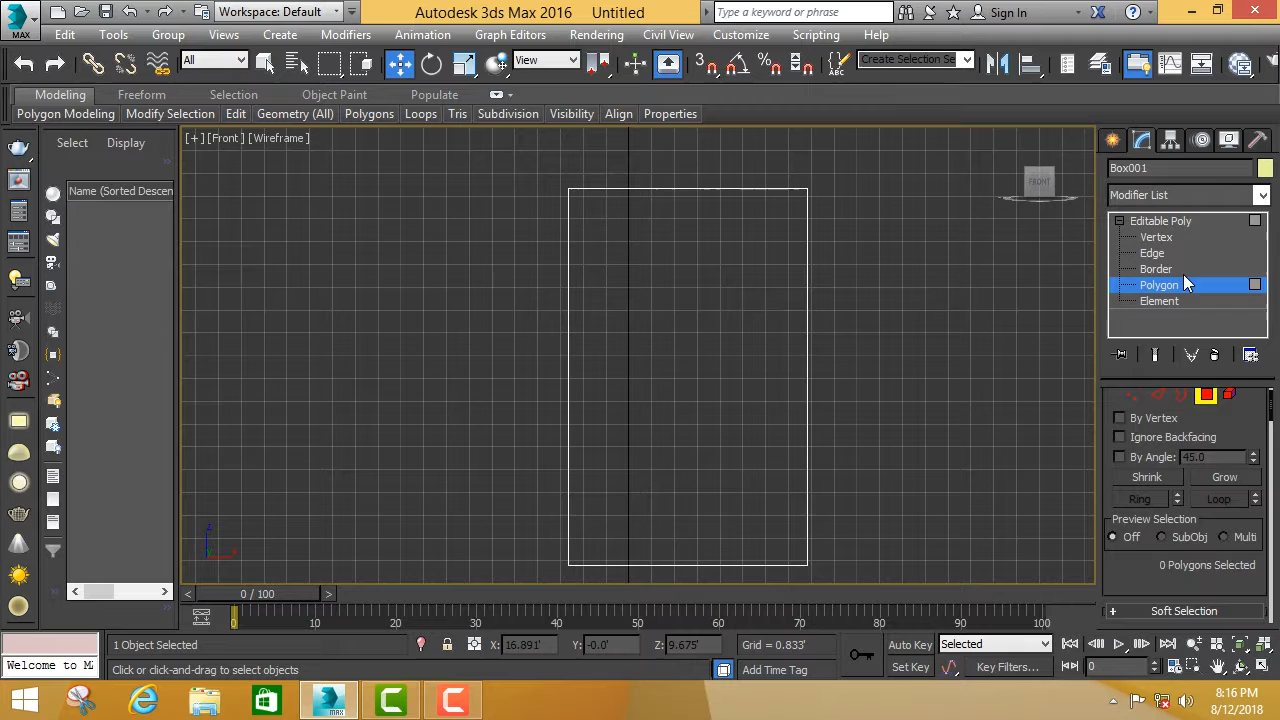 MAX
Workspace: Default
Autodesk 3ds Max 2016 Untitled
Type a keyword or phrase
Sign In
Edit Tools Group Views Create Modifiers Animation Graph Editors Rendering Civil View Customize Scripting Help
All
View
Create Selection Se
Modeling Freeform Selection Object Paint Populate
Polygon Modeling Modify Selection Edit Geometry (All) Polygons Loops Tris Subdivision Visibility Align Properties
Select Display
Name (Sorted Descen
[+] [Front] [Wireframe]
FRONT
Box001
Modifier List
Editable Poly
Vertex
Edge
Border
Polygon
Element
By Vertex
Ignore Backfacing
By Angle: 45.0
Shrink Grow
Ring Loop
Preview Selection
Off SubObj Multi
0 Polygons Selected
+ Soft Selection
z
x
< 0 / 100 >
0 10 20 30 40 50 60 70 80 90 100
1 Object Selected
X: 16.891' Y: -0.0' Z: 9.675' Grid = 0.833'
Auto Key Selected
Welcome to M
Click or click-and-drag to select objects
Add Time Tag
Set Key Key Filters...
0
MAX
8:16 PM
8/12/2018